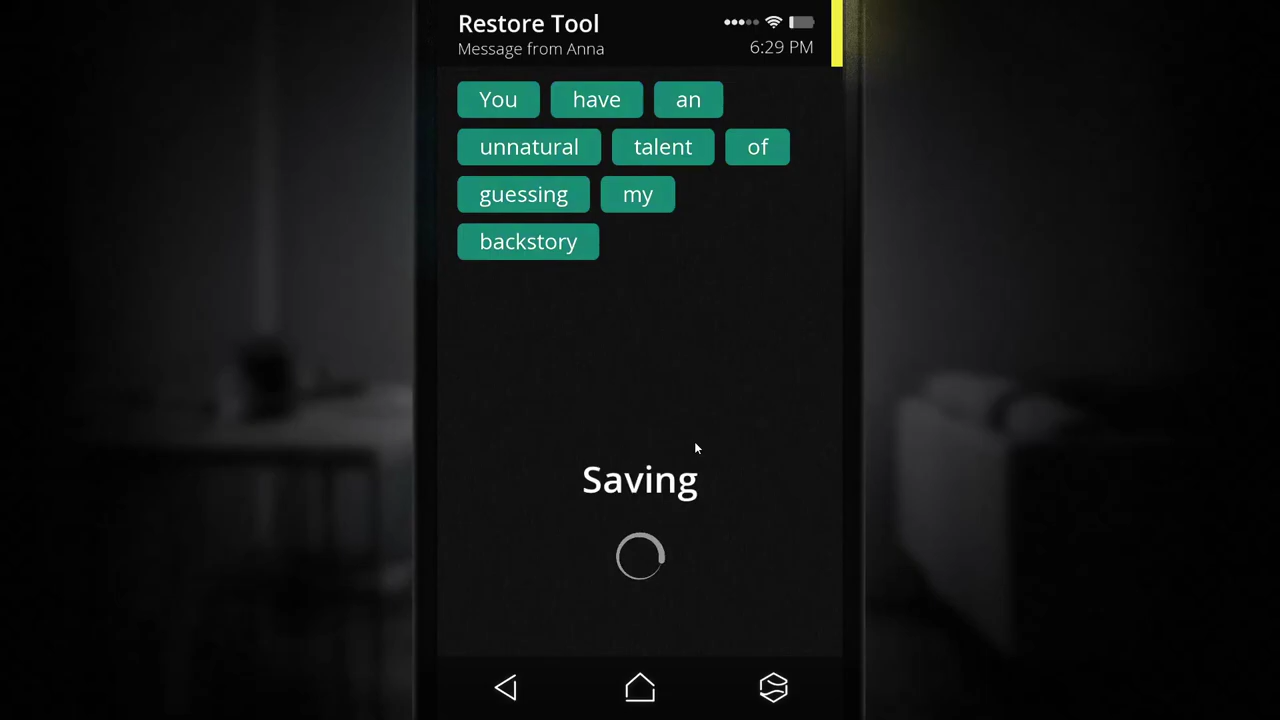 Restore Tool
Message from Anna
6:29 PM
You have an
unnatural talent of
guessing my
backstory
Saving